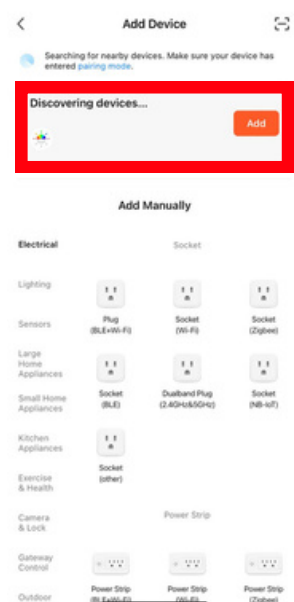 Add Device
Searching for nearby devices. Make sure your device has
entered pairing mode.
Discovering devices...
Add
Add Manually
Electrical
Socket
Lighting
Plug
(BLE+Wi-Fi)
Socket
(Wi-Fi)
Socket
(Zigbee)
Sensors
Large
Home
Appliances
Socket
(BLE)
Dualband Plug
(2.4GHz&5GHz)
Socket
(NB-IoT)
Small Home
Appliances
Kitchen
Appliances
Socket
(other)
Exercise
& Health
Camera
& Lock
Power Strip
Gateway
Control
Power Strip
(BLE+Wi-Fi)
Power Strip
(Wi-Fi)
Power Strip
(Zigbee)
Outdoor